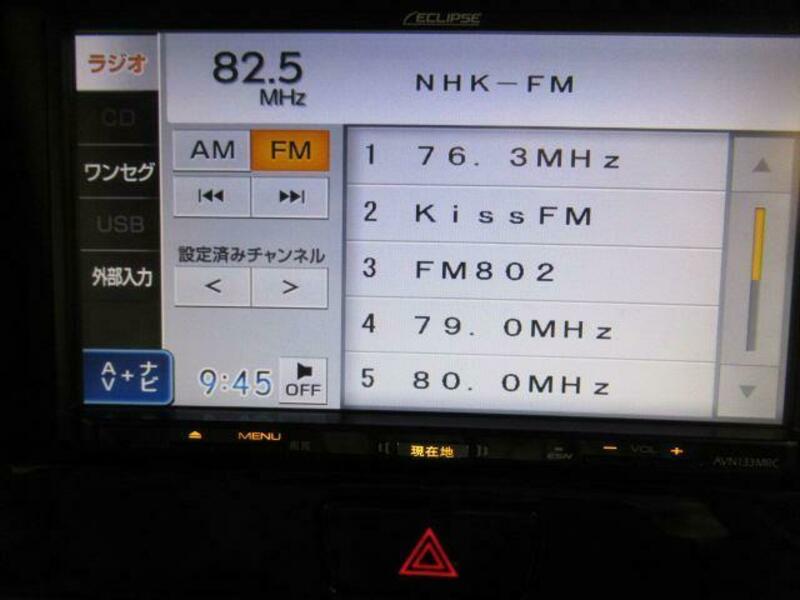 ECLIPSE
ラジオ
82.5
MHz
NHK－FM
CD
AM
FM
1 76. 3MHz
ワンセグ
2 KissFM
USB
設定済みチャンネル
3 FM802
外部入力
< >
4 79. 0MHz
AV+ナビ
9:45
OFF
5 80. 0MHz
MENU
現在地
VOL
AVN133MRC